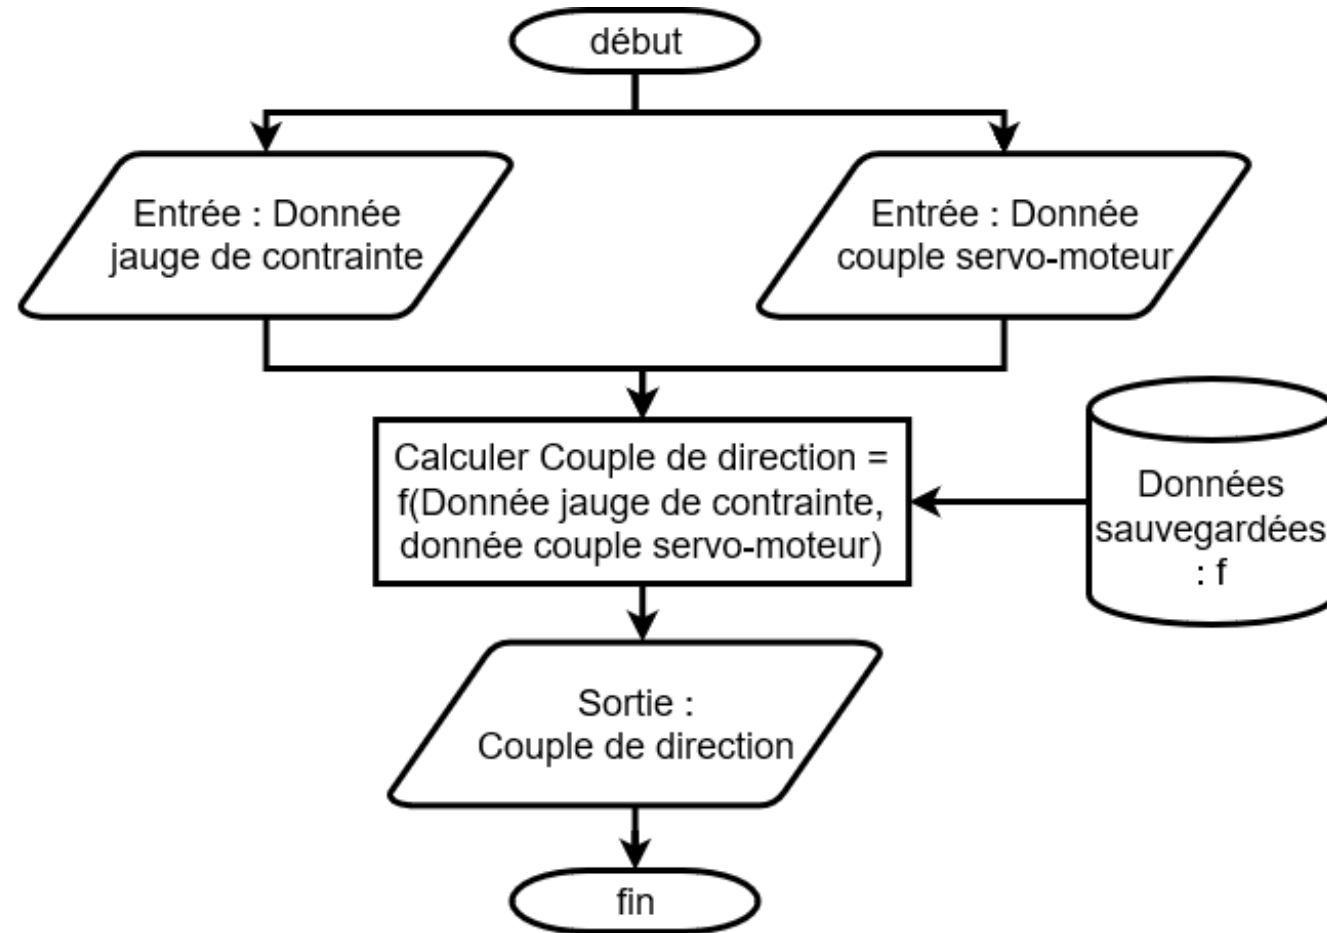 début
Entrée : Donnée
jauge de contrainte
Entrée : Donnée
couple servo-moteur
Calculer Couple de direction =
f(Donnée jauge de contrainte,
donnée couple servo-moteur)
Données
sauvegardées
: f
Sortie :
Couple de direction
fin